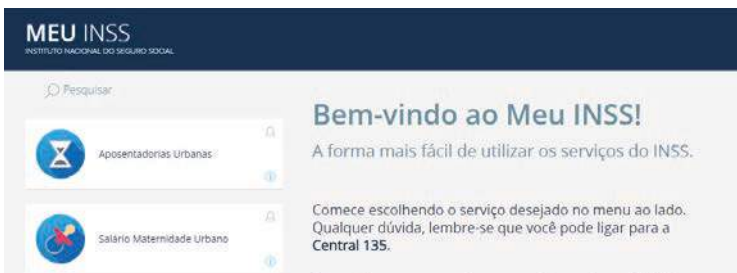 MEU INSS
INSTITUTO NACIONAL DO SEGURO SOCIAL
Pesquisar
Aposentadorias Urbanas
Salário Maternidade Urbano
Bem-vindo ao Meu INSS!
A forma mais fácil de utilizar os serviços do INSS.
Comece escolhendo o serviço desejado no menu ao lado.
Qualquer dúvida, lembre-se que você pode ligar para a
Central 135.